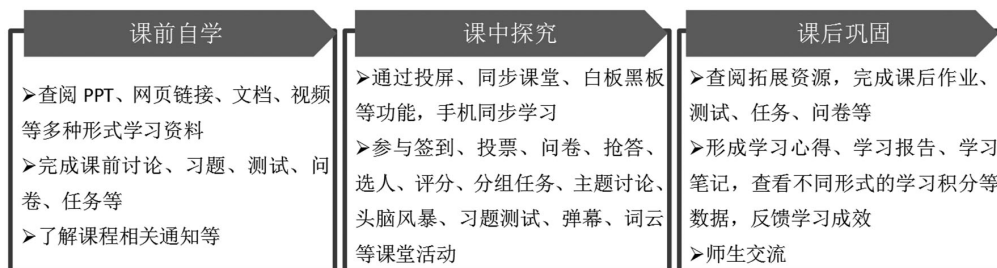 课前自学
➢查阅 PPT、网页链接、文档、视频
等多种形式学习资料
➢完成课前讨论、习题、测试、问
卷、任务等
➢了解课程相关通知等
课中探究
➢通过投屏、同步课堂、白板黑板
等功能，手机同步学习
➢参与签到、投票、问卷、抢答、
选人、评分、分组任务、主题讨论、
头脑风暴、习题测试、弹幕、词云
等课堂活动
课后巩固
➢查阅拓展资源，完成课后作业、
测试、任务、问卷等
➢形成学习心得、学习报告、学习
笔记，查看不同形式的学习积分等
数据，反馈学习成效
➢师生交流